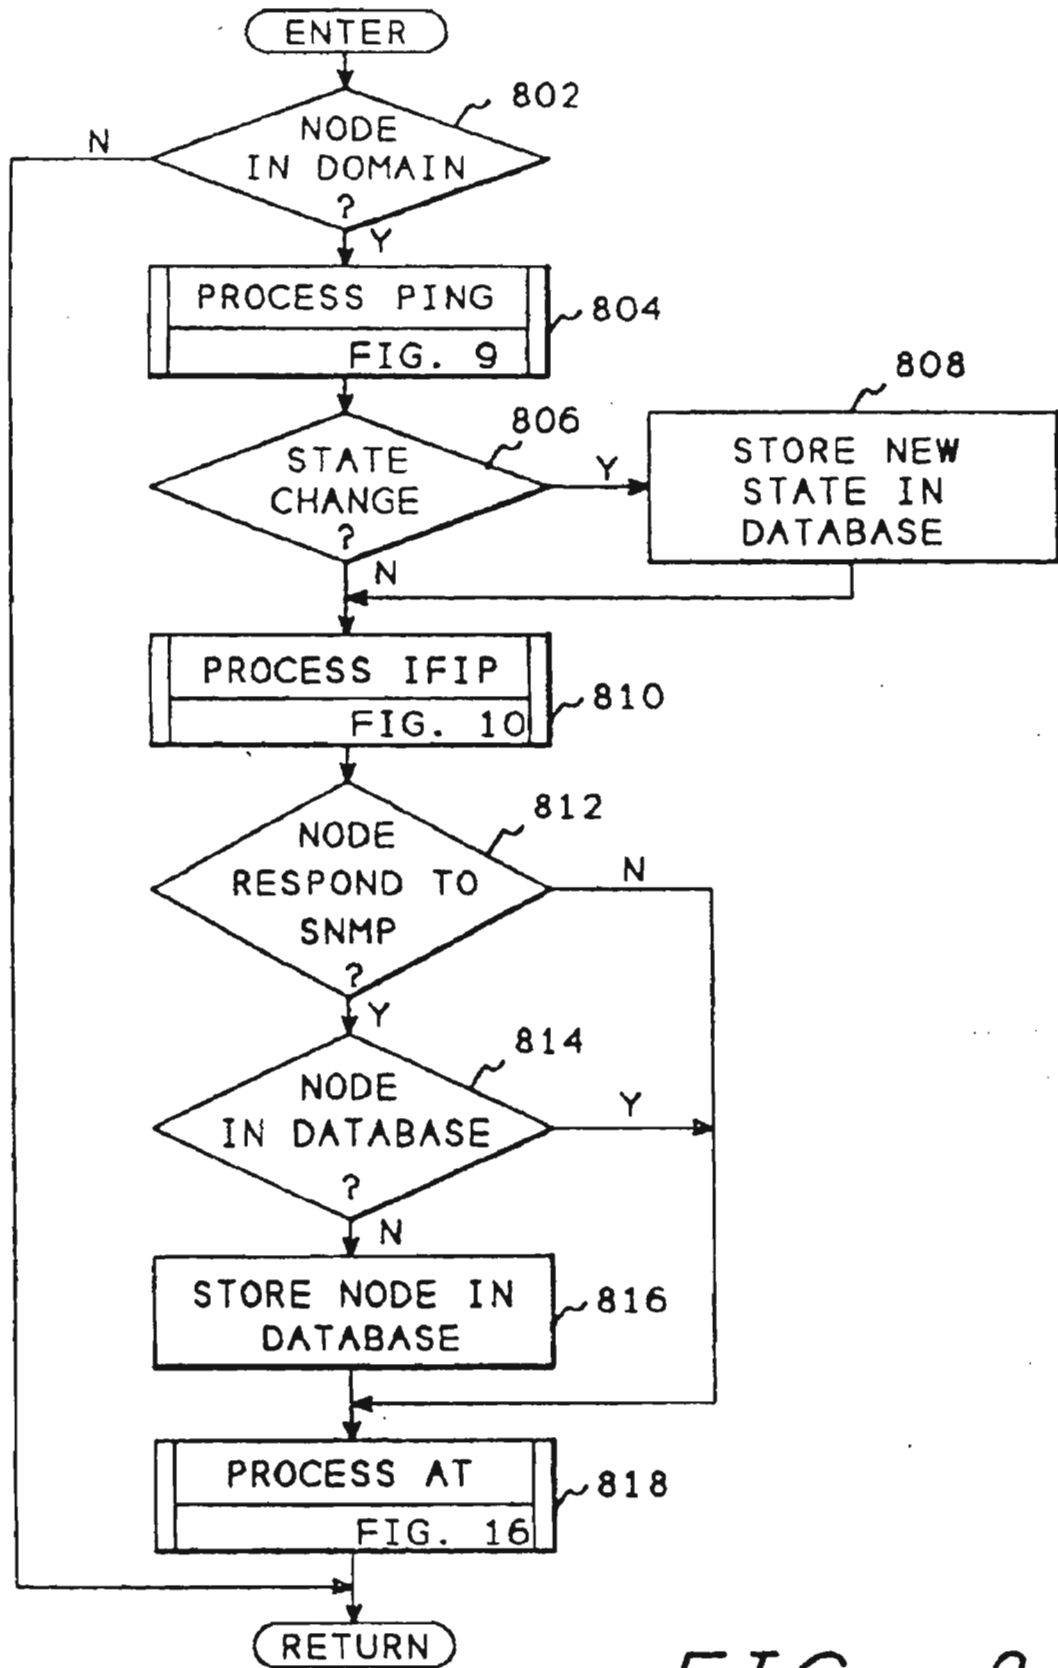 ENTER
802
NODE
IN DOMAIN
?
N
Y
PROCESS PING
FIG. 9
804
808
806
STATE
CHANGE
?
Y
STORE NEW
STATE IN
DATABASE
N
PROCESS IFIP
FIG. 10
810
812
NODE
RESPOND TO
SNMP
?
N
Y
814
NODE
IN DATABASE
?
Y
N
STORE NODE IN
DATABASE
816
PROCESS AT
FIG. 16
818
RETURN
FIG